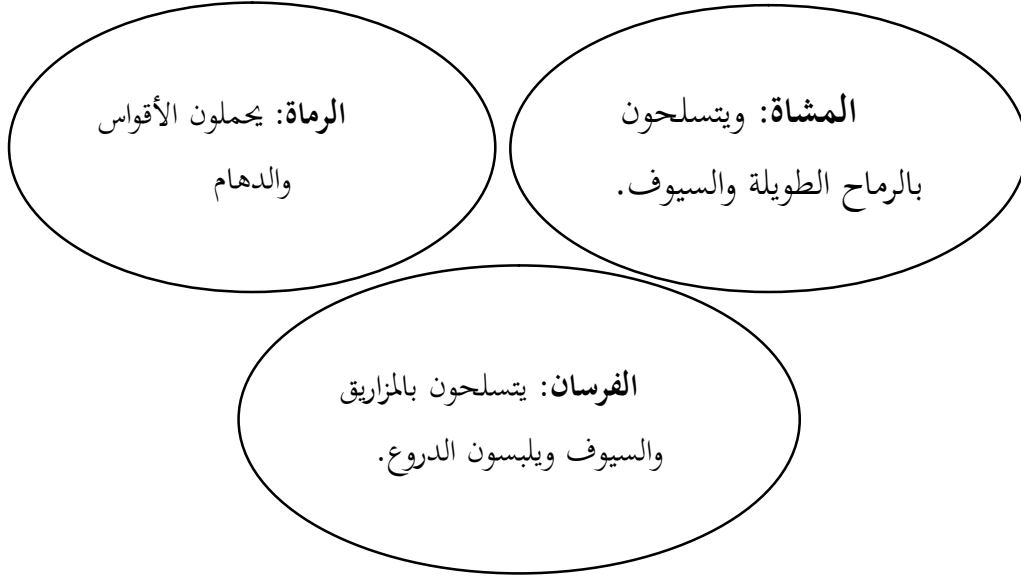 المشاة: ويتسلحون
بالرماح الطويلة والسيوف.
الرماة: يحملون الأقواس
والدهام
الفرسان: يتسلحون بالمزاريق
والسيوف ويلبسون الدروع.